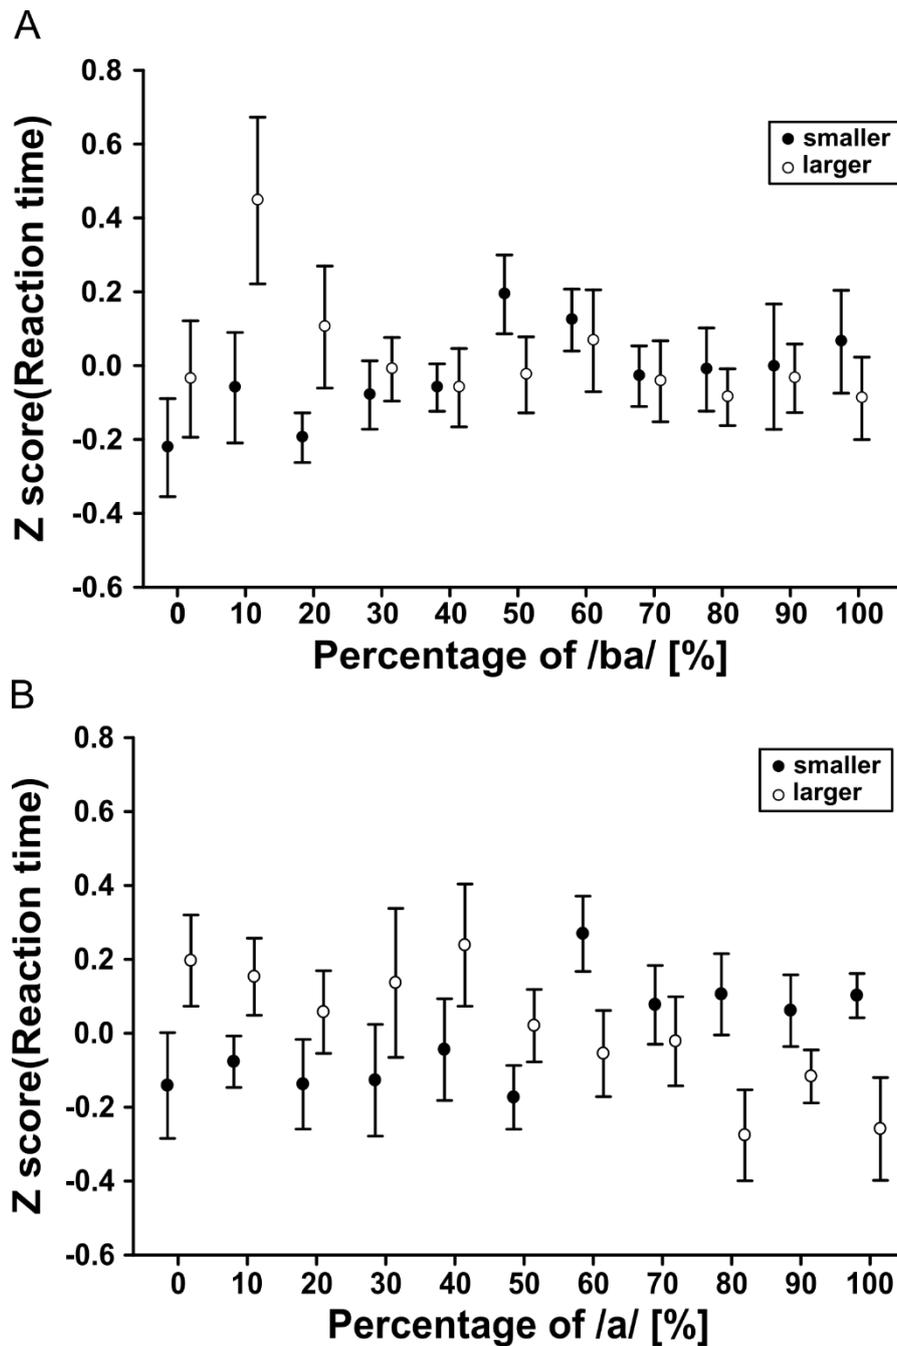 A
Z score(Reaction time)
0.8
0.6
0.4
0.2
0.0
-0.2
-0.4
-0.6
smaller
larger
0 10 20 30 40 50 60 70 80 90 100
Percentage of /ba/ [%]
B
Z score(Reaction time)
0.8
0.6
0.4
0.2
0.0
-0.2
-0.4
-0.6
smaller
larger
0 10 20 30 40 50 60 70 80 90 100
Percentage of /a/ [%]